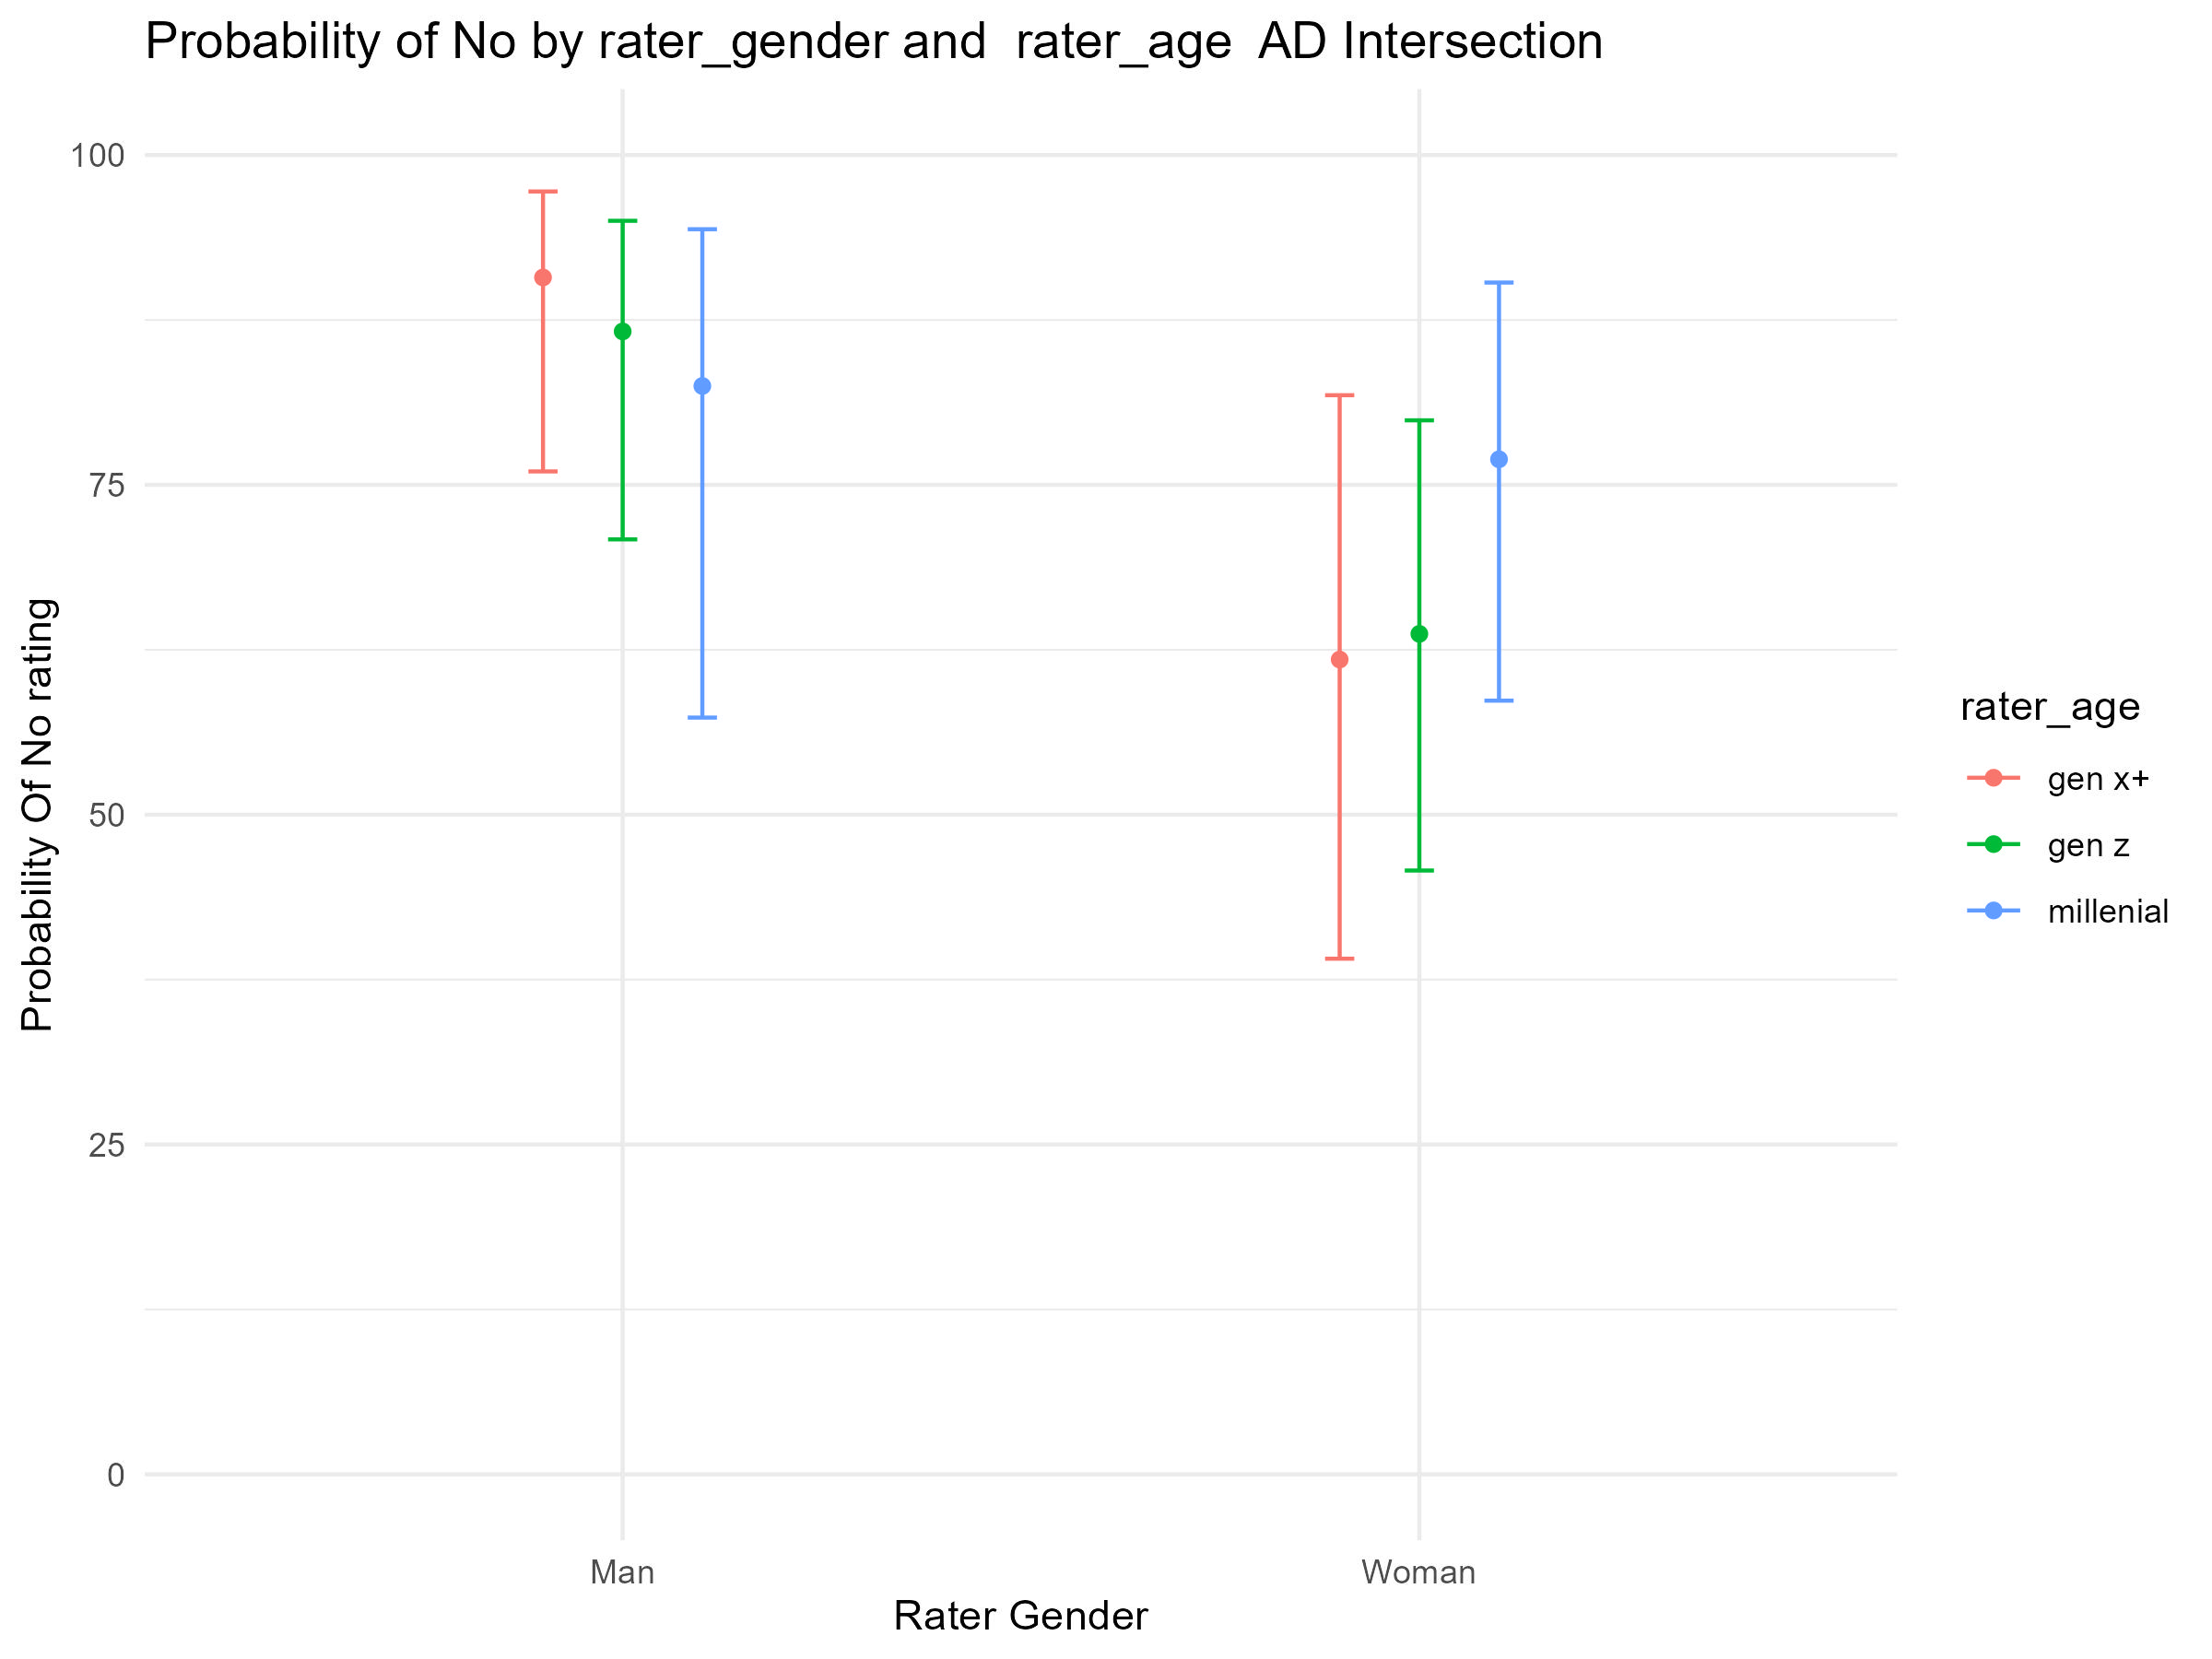 Probability of No by rater_gender and  rater_age  AD Intersection
Probability Of No rating
100
75
50
25
0
Man
Woman
Rater Gender
rater_age
gen x+
gen z
millenial